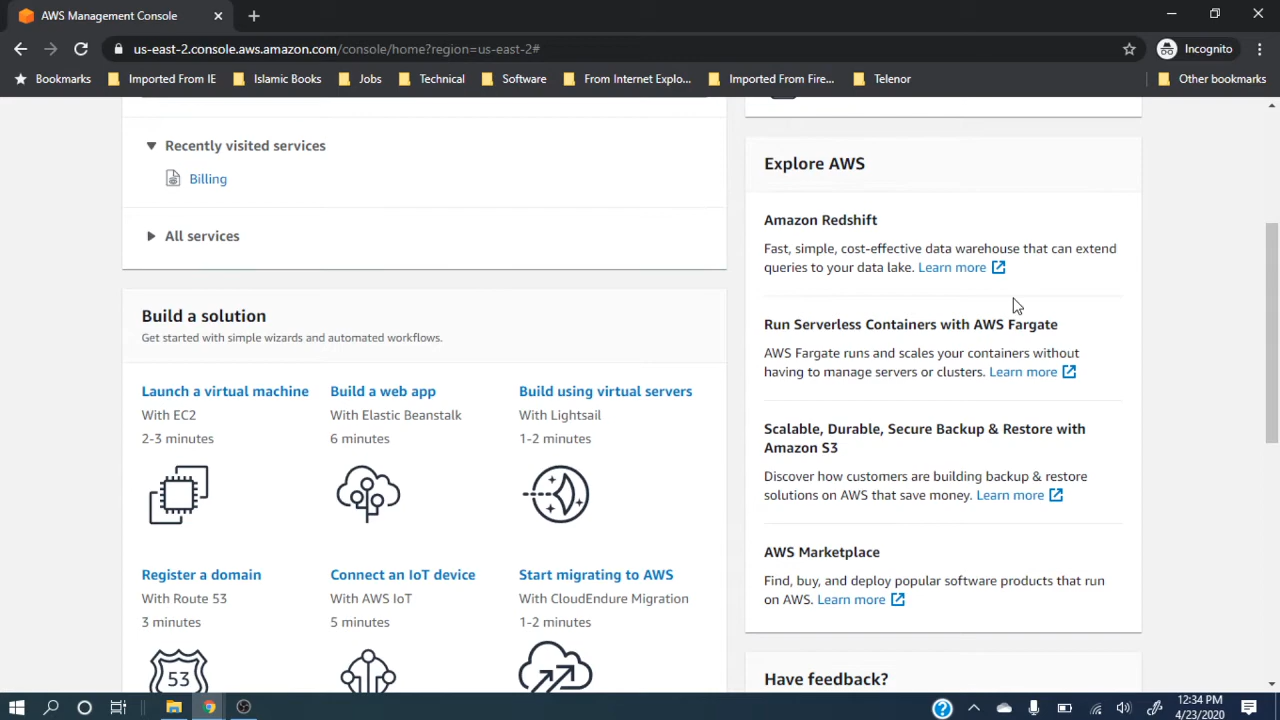 AWS Management Console
us-east-2.console.aws.amazon.com/console/home?region=us-east-2#
Incognito
Bookmarks
Imported From IE
Islamic Books
Jobs
Technical
Software
From Internet Explo...
Imported From Fire...
Telenor
Other bookmarks
Recently visited services
Billing
All services
Build a solution
Get started with simple wizards and automated workflows.
Launch a virtual machine
With EC2
2-3 minutes
Build a web app
With Elastic Beanstalk
6 minutes
Build using virtual servers
With Lightsail
1-2 minutes
Register a domain
With Route 53
3 minutes
53
Connect an IoT device
With AWS IoT
5 minutes
Start migrating to AWS
With CloudEndure Migration
1-2 minutes
Explore AWS
Amazon Redshift
Fast, simple, cost-effective data warehouse that can extend
queries to your data lake. Learn more
Run Serverless Containers with AWS Fargate
AWS Fargate runs and scales your containers without
having to manage servers or clusters. Learn more
Scalable, Durable, Secure Backup & Restore with
Amazon S3
Discover how customers are building backup & restore
solutions on AWS that save money. Learn more
AWS Marketplace
Find, buy, and deploy popular software products that run
on AWS. Learn more
Have feedback?
12:34 PM
4/23/2020